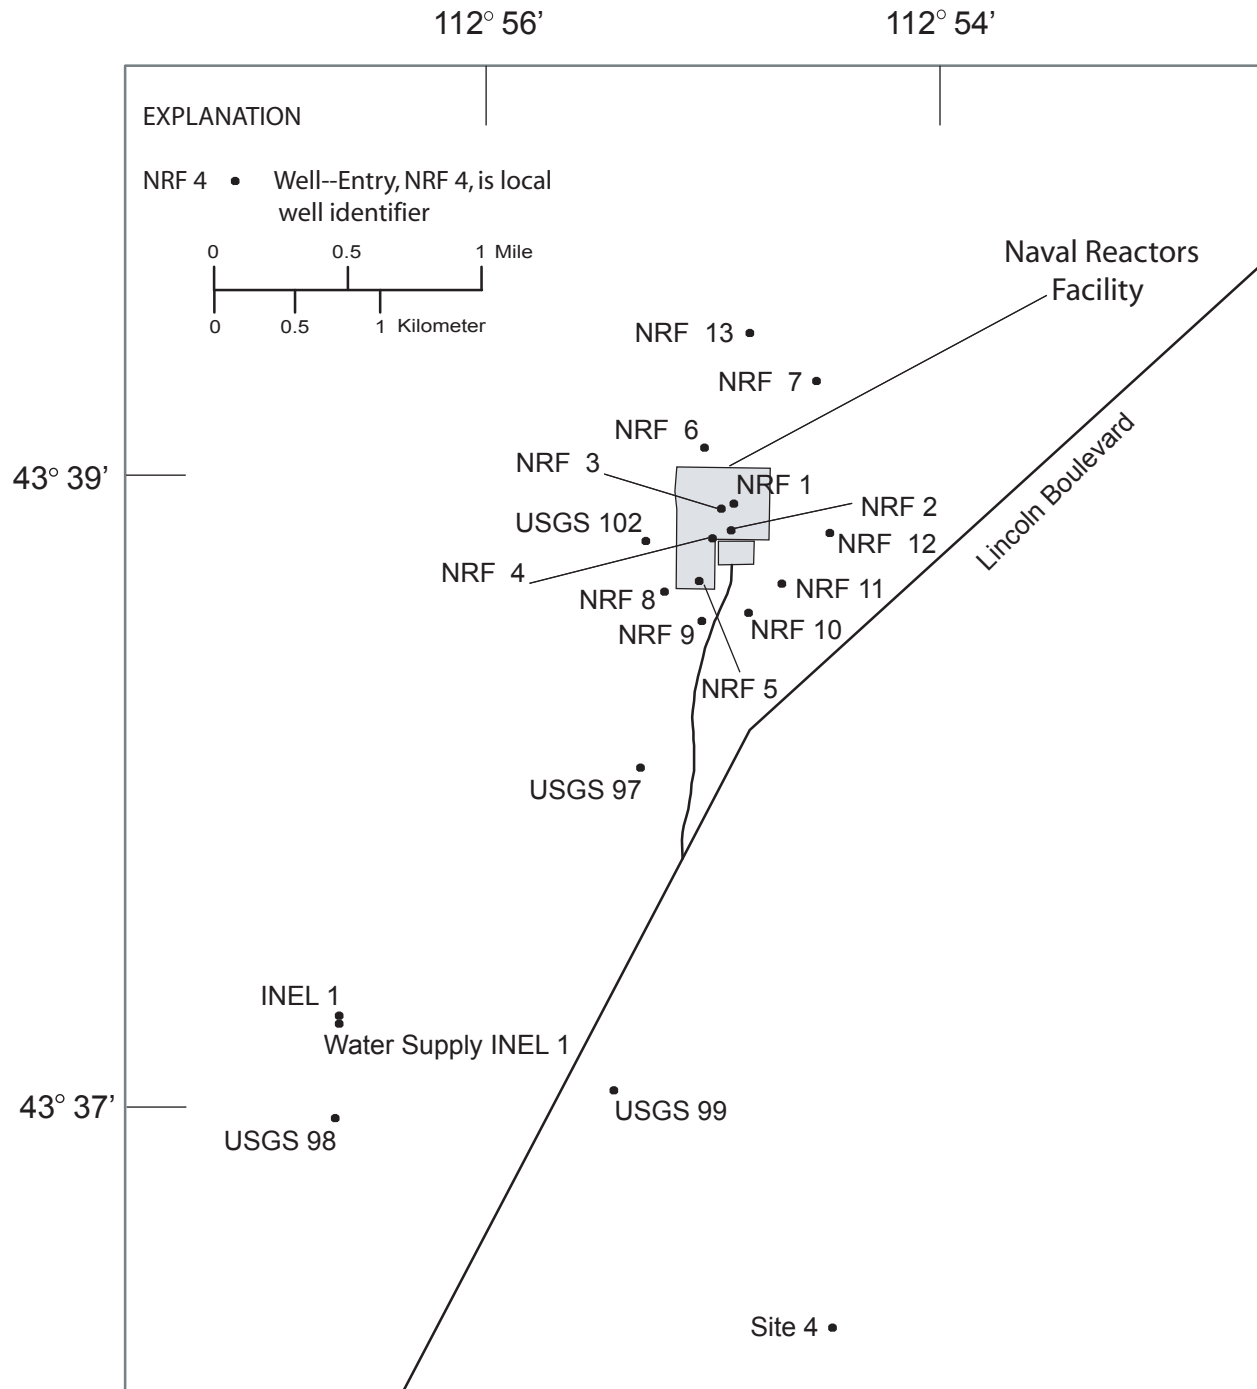 112° 56’
112° 54’
EXPLANATION
NRF 4
Well--Entry, NRF 4, is local
well identifier
0
0.5
1 Mile
0
0.5
1 Kilometer
Naval Reactors
Facility
NRF 13
NRF 7
NRF 6
NRF 3
43° 39’
NRF 1
NRF 2
USGS 102
NRF 12
Lincoln Boulevard
NRF 4
NRF 11
NRF 8
NRF 10
NRF 9
NRF 5
USGS 97
INEL 1
Water Supply INEL 1
43° 37’
USGS 99
USGS 98
Site 4